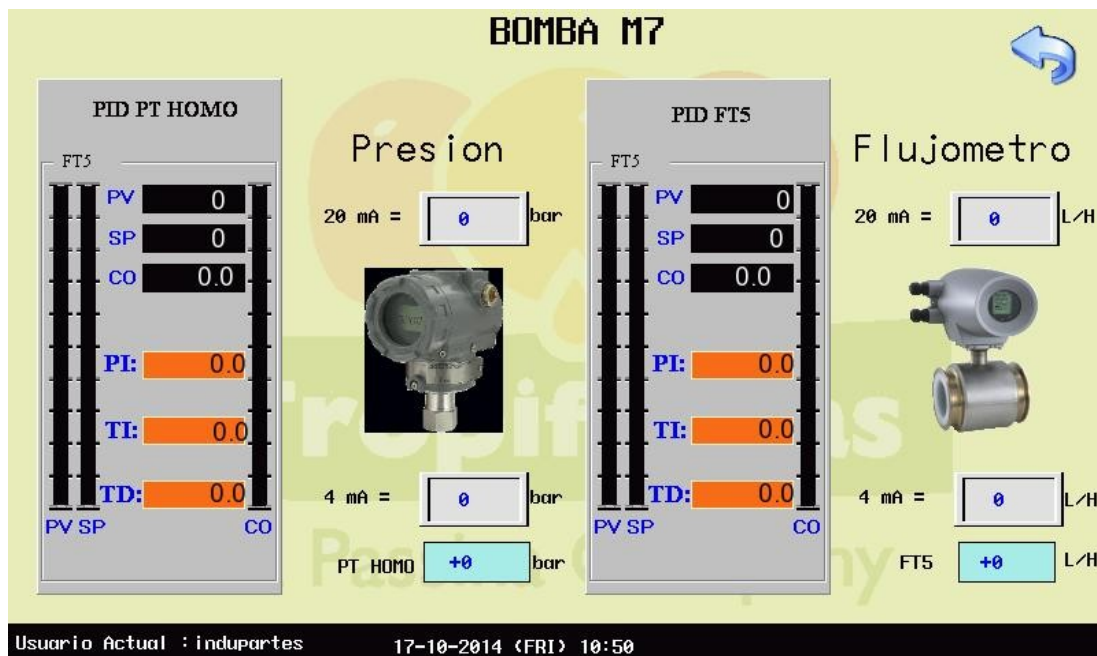 BOMBA M7
PID PT HOMO
FT5
PV 0
SP 0
CO 0.0
PI: 0.0
TI: 0.0
TD: 0.0
PV SP CO
Presion
20 mA = 0 bar
4 mA = 0 bar
PT HOMO +0 bar
PID FT5
FT5
PV 0
SP 0
CO 0.0
PI: 0.0
TI: 0.0
TD: 0.0
PV SP CO
Flujometro
20 mA = 0 L/H
4 mA = 0 L/H
FT5 +0 L/H
Usuario Actual :indupartes 17-10-2014 (FRI) 10:50